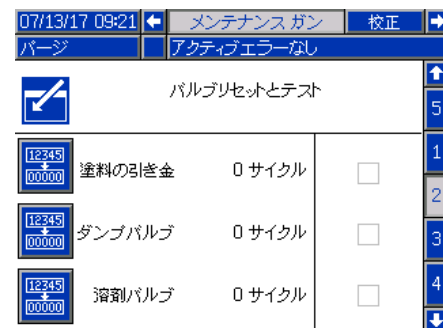 07/13/17 09:21 メンテナンス ガン 校正
パージ アクティブエラーなし
バルブリセットとテスト
5
12345
00000
塗料の引き金 0 サイクル
1
2
12345
00000
ダンプバルブ 0 サイクル
3
12345
00000
溶剤バルブ 0 サイクル
4